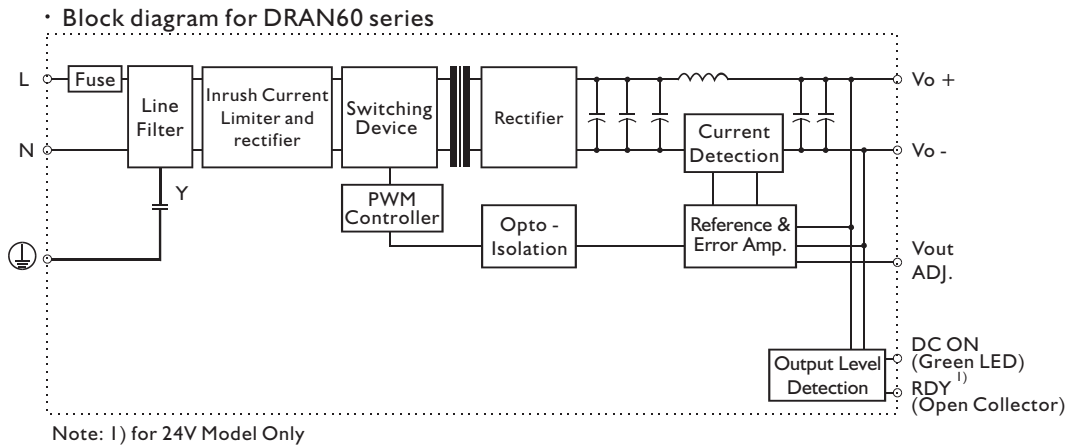 · Block diagram for DRAN60 series
L
Fuse
Line
Filter
Inrush Current
Limiter and
rectifier
Switching
Device
Rectifier
Current
Detection
Vo +
N
Vo -
Y
PWM
Controller
Opto -
Isolation
Reference &
Error Amp.
Vout
ADJ.
Output Level
Detection
DC ON
(Green LED)
RDY 1)
(Open Collector)
Note: 1) for 24V Model Only